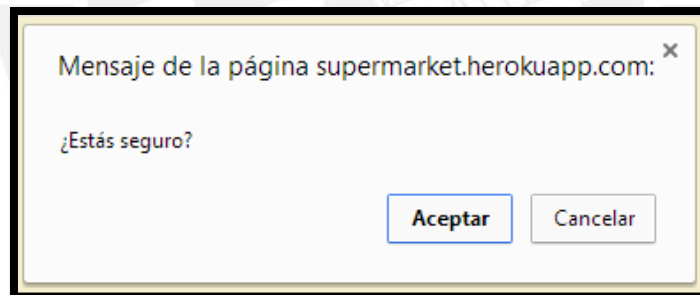 Mensaje de la página supermarket.herokuapp.com:
¿Estás seguro?
Aceptar Cancelar